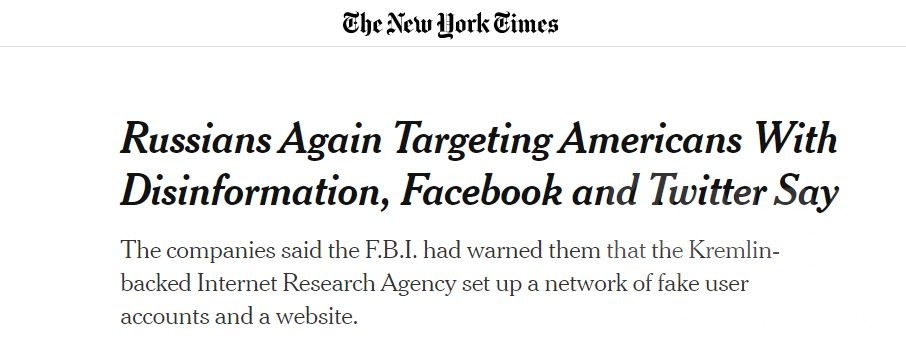 The New York Times
Russians Again Targeting Americans With
Disinformation, Facebook and Twitter Say
The companies said the F.B.I. had warned them that the Kremlin-
backed Internet Research Agency set up a network of fake user
accounts and a website.